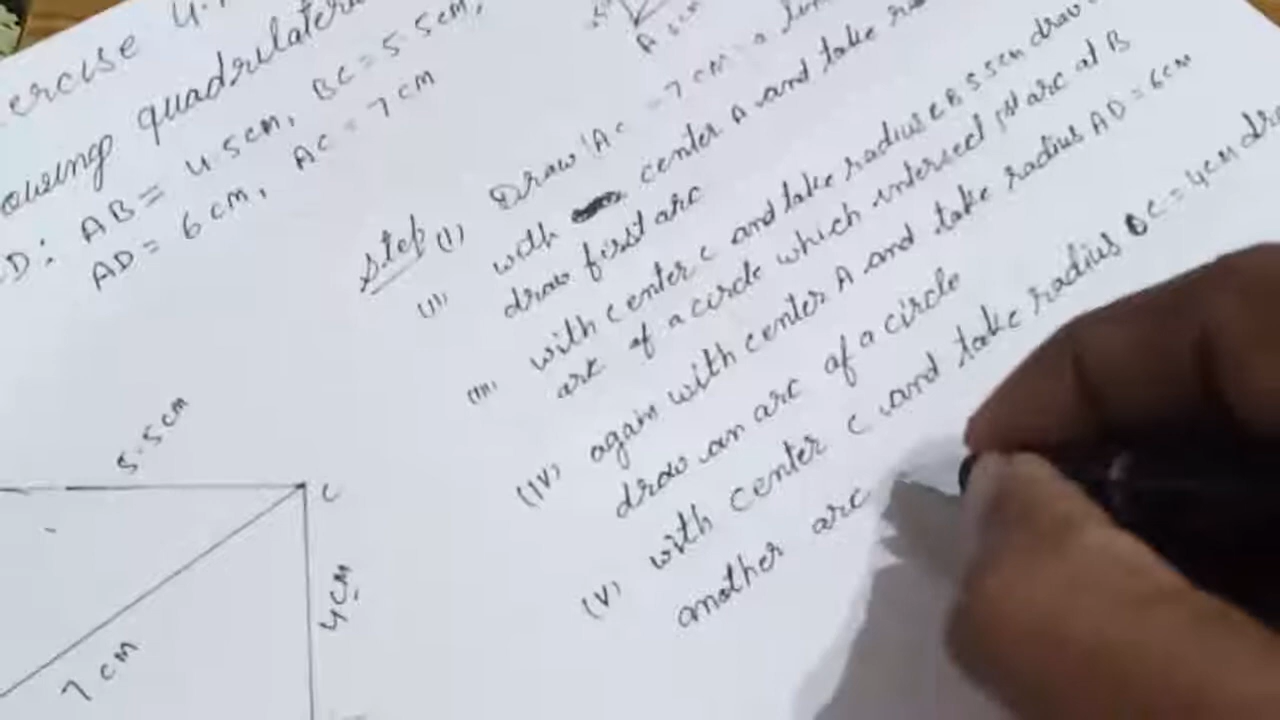 ercise 4.
owing quadrilatera
D: AB = 4.5cm, BC = 5.5cm,
AD = 6cm, AC = 7cm
A 6cm
Step (I) Draw AC = 7cm a
(II) with center A and take
draw first arc
(III) with center C and take radius CB 5.5cm draw
arc of a circle which intersect 1st arc at B
(IV) again with center A and take radius AD = 6cm
draw an arc of a circle
(V) with center C and take radius DC = 4cm dr
another arc
5.5cm
C
4cm
7cm